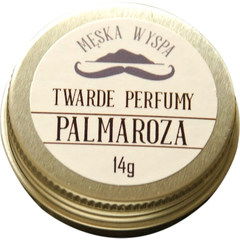 MĘSKA WYSPA
TWARDE PERFUMY
PALMAROZA
14g